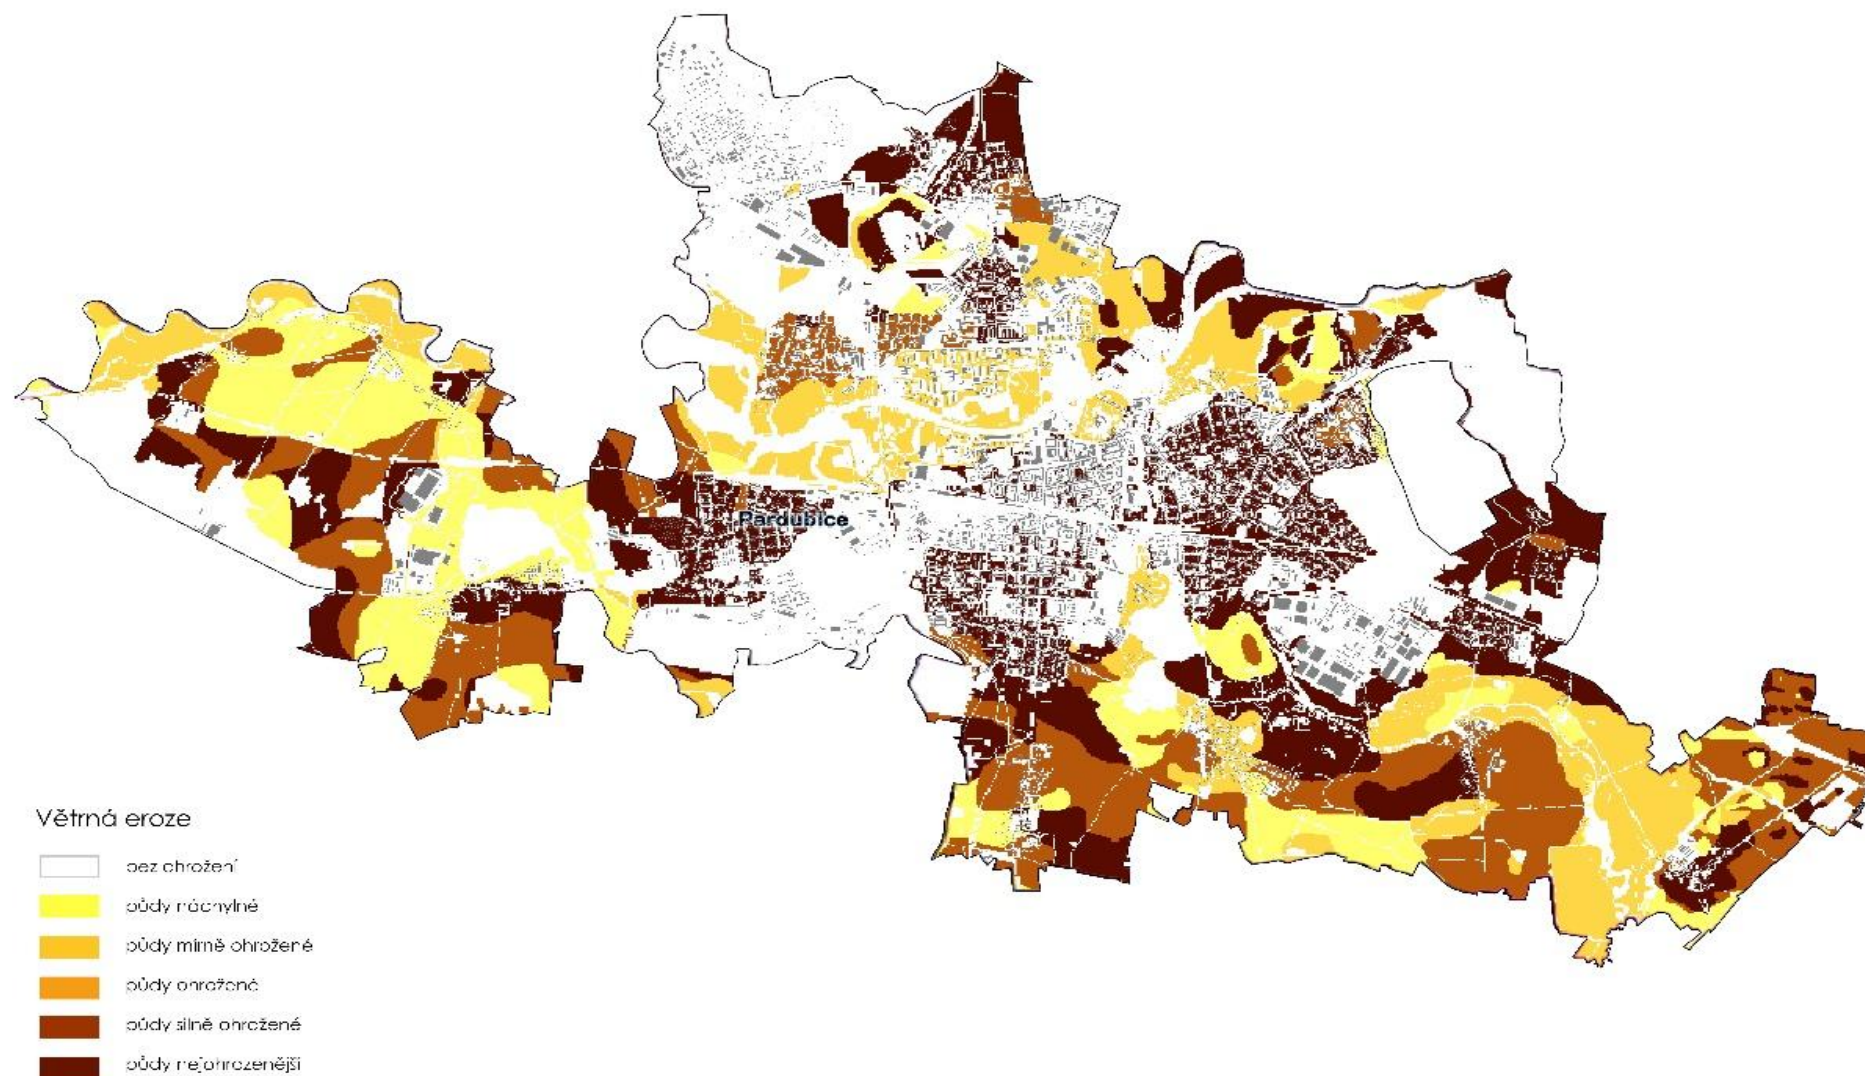 Pardubice
Větrná eroze
bez ohrožení
půdy náchylné
půdy mírně ohrožené
půdy ohrožené
půdy silně ohrožené
půdy nejohroženější